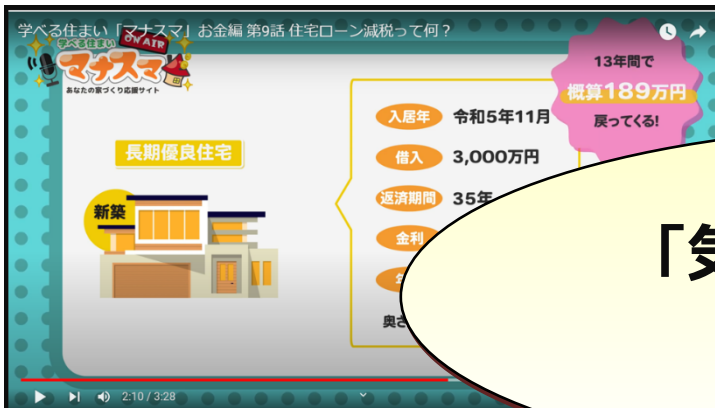 学べる住まい「マナスマ」お金編 第9話 住宅ローン減税って何？
学べる住まい
ON AIR
マナスマ
あなたの家づくり応援サイト
13年間で
概算189万円
戻ってくる!
入居年 令和5年11月
借入 3,000万円
返済期間 35年
金利
長期優良住宅
新築
奥さ
「気
2:10 / 3:28